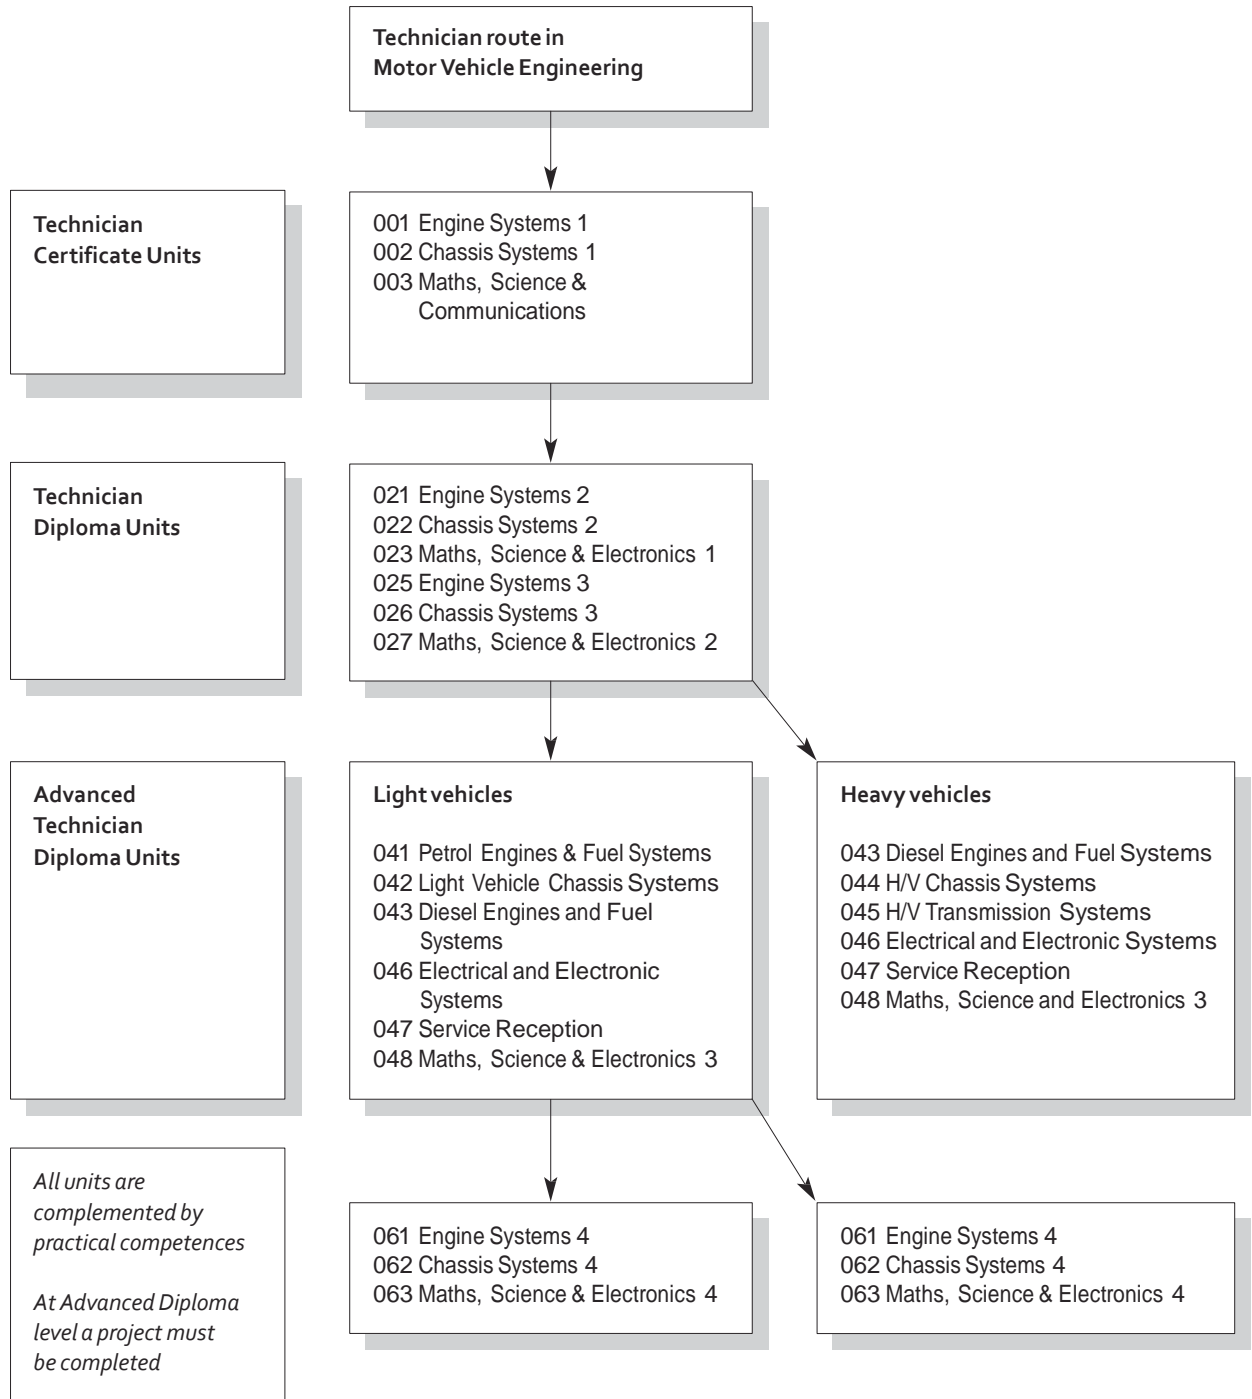 Technician route in
Motor Vehicle Engineering
Technician
Certificate Units
001 Engine Systems 1
002 Chassis Systems 1
003 Maths, Science &
Communications
Technician
Diploma Units
021 Engine Systems 2
022 Chassis Systems 2
023 Maths, Science & Electronics 1
025 Engine Systems 3
026 Chassis Systems 3
027 Maths, Science & Electronics 2
Advanced
Technician
Diploma Units
Light vehicles
041 Petrol Engines & Fuel Systems
042 Light Vehicle Chassis Systems
043 Diesel Engines and Fuel
Systems
046 Electrical and Electronic
Systems
047 Service Reception
048 Maths, Science & Electronics 3
Heavy vehicles
043 Diesel Engines and Fuel Systems
044 H/V Chassis Systems
045 H/V Transmission Systems
046 Electrical and Electronic Systems
047 Service Reception
048 Maths, Science and Electronics 3
All units are
complemented by
practical competences
At Advanced Diploma
level a project must
be completed
061 Engine Systems 4
062 Chassis Systems 4
063 Maths, Science & Electronics 4
061 Engine Systems 4
062 Chassis Systems 4
063 Maths, Science & Electronics 4